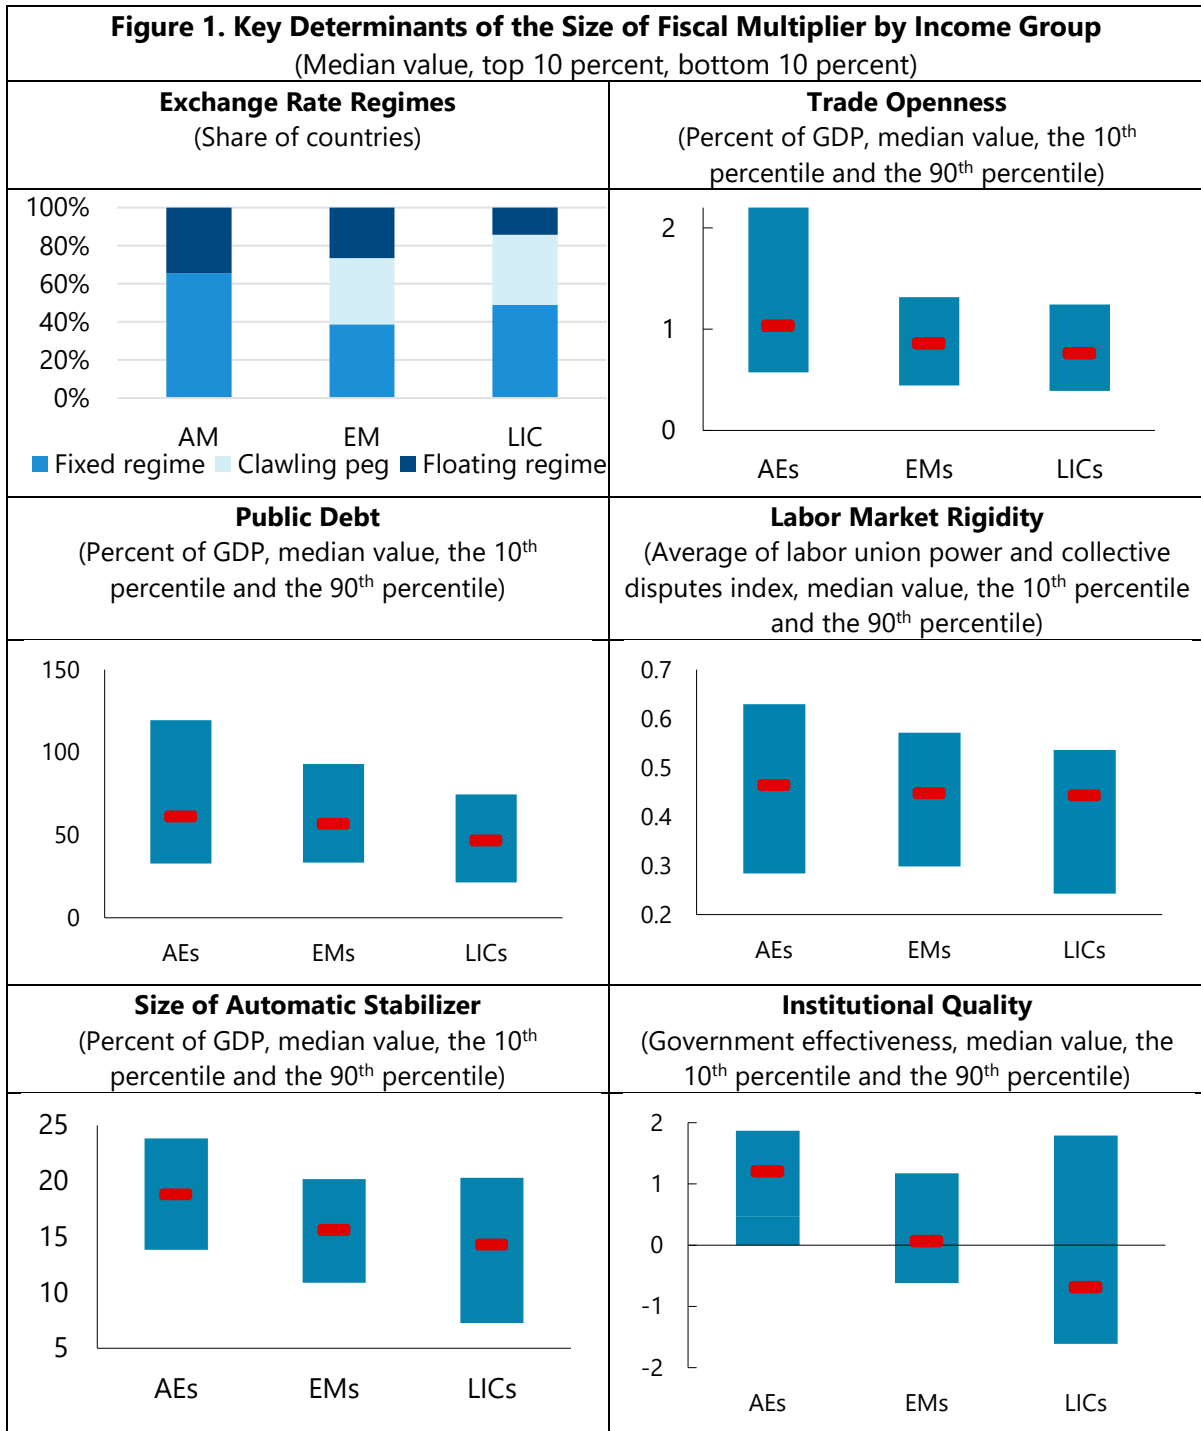 Figure 1. Key Determinants of the Size of Fiscal Multiplier by Income Group
(Median value, top 10 percent, bottom 10 percent)
Exchange Rate Regimes
(Share of countries)
Trade Openness
(Percent of GDP, median value, the 10th
percentile and the 90th percentile)
100%
80%
60%
40%
20%
0%
AM EM LIC
Fixed regime Clawling peg Floating regime
2
1
0
AEs EMs LICs
Public Debt
(Percent of GDP, median value, the 10th
percentile and the 90th percentile)
Labor Market Rigidity
(Average of labor union power and collective
disputes index, median value, the 10th percentile
and the 90th percentile)
150
100
50
0
AEs EMs LICs
0.7
0.6
0.5
0.4
0.3
0.2
AEs EMs LICs
Size of Automatic Stabilizer
(Percent of GDP, median value, the 10th
percentile and the 90th percentile)
Institutional Quality
(Government effectiveness, median value, the
10th percentile and the 90th percentile)
25
20
15
10
5
AEs EMs LICs
2
1
0
-1
-2
AEs EMs LICs